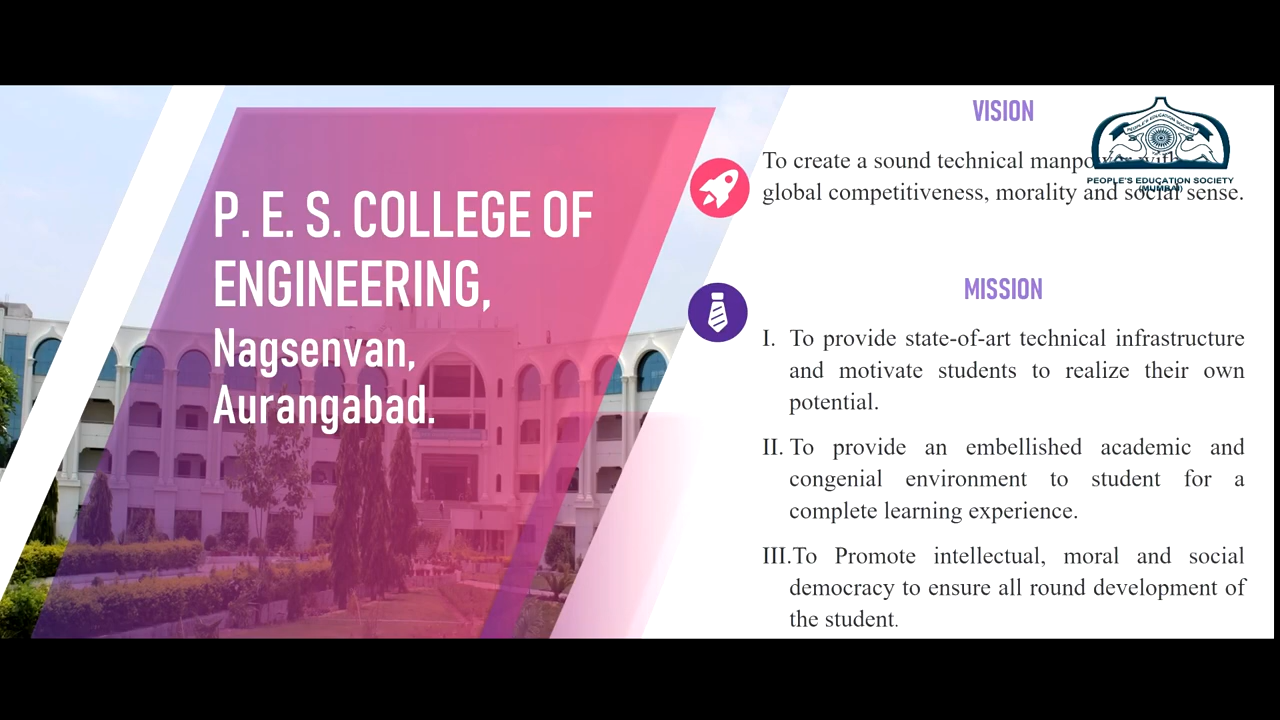 P. E. S. COLLEGE OF
ENGINEERING,
Nagsenvan,
Aurangabad.
VISION
To create a sound technical manpower with
global competitiveness, morality and social sense.
PEOPLE'S EDUCATION SOCIETY
PEOPLE'S EDUCATION SOCIETY
(MUMBAI)
MISSION
I. To provide state-of-art technical infrastructure
and motivate students to realize their own
potential.
II. To provide an embellished academic and
congenial environment to student for a
complete learning experience.
III.To Promote intellectual, moral and social
democracy to ensure all round development of
the student.